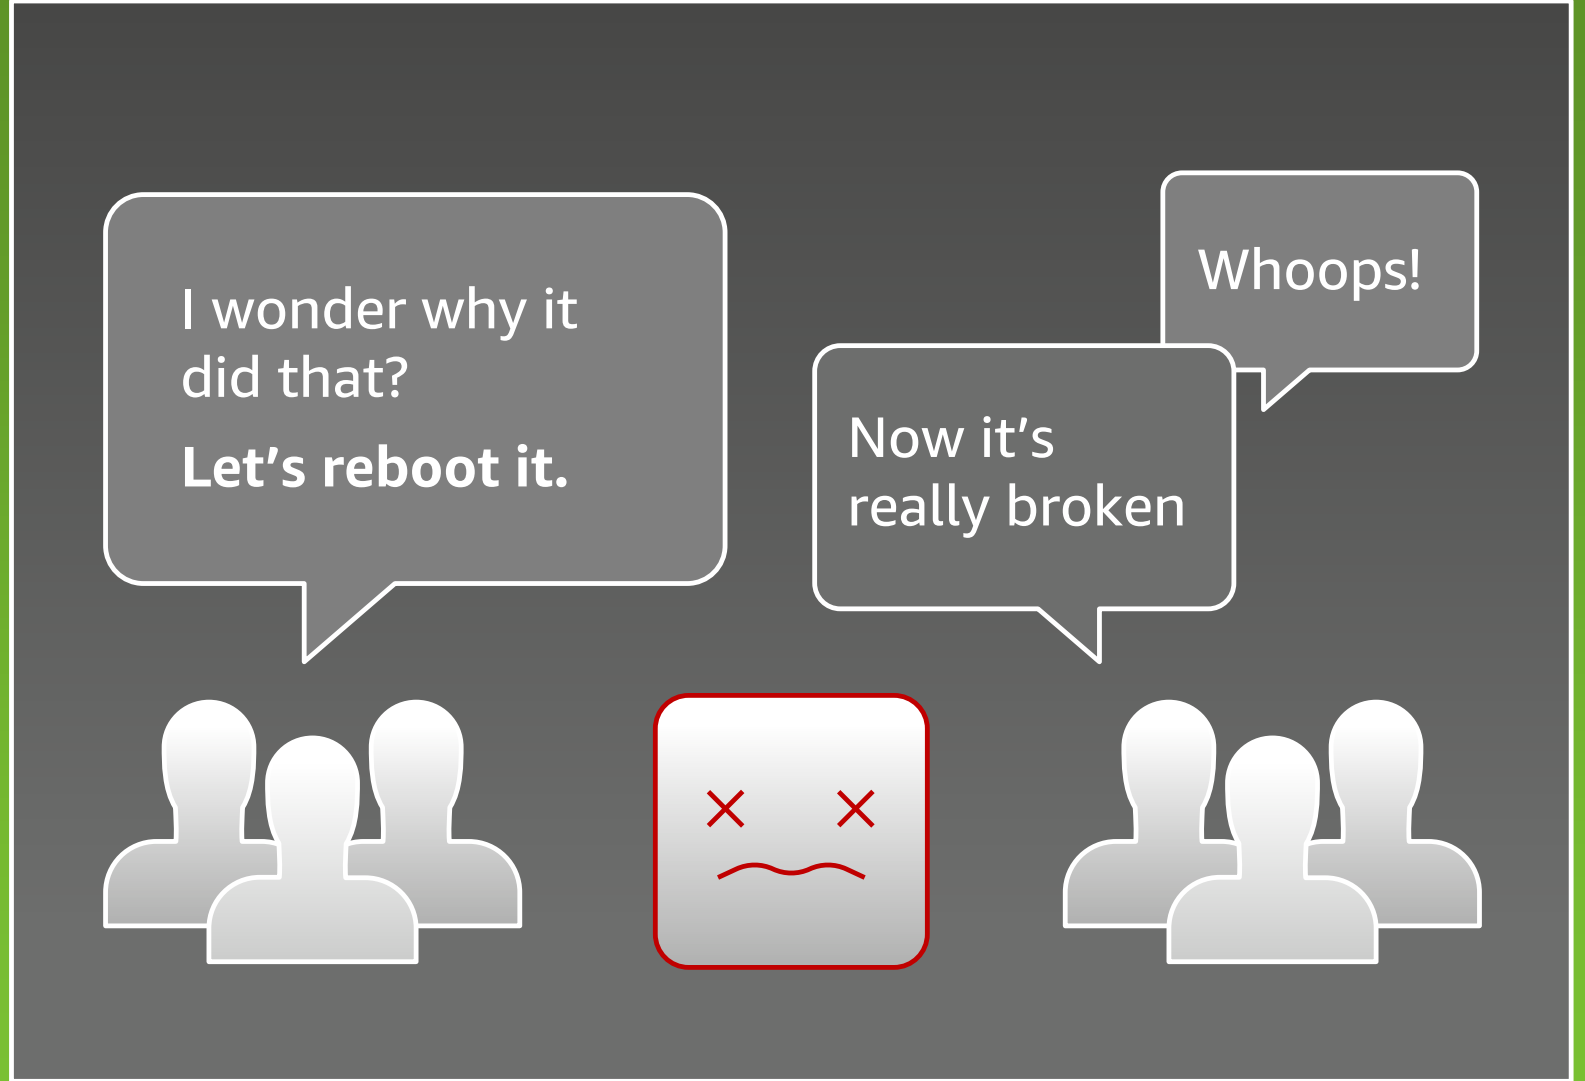 I wonder why it
did that?
Let’s reboot it.
Whoops!
Now it’s
really broken